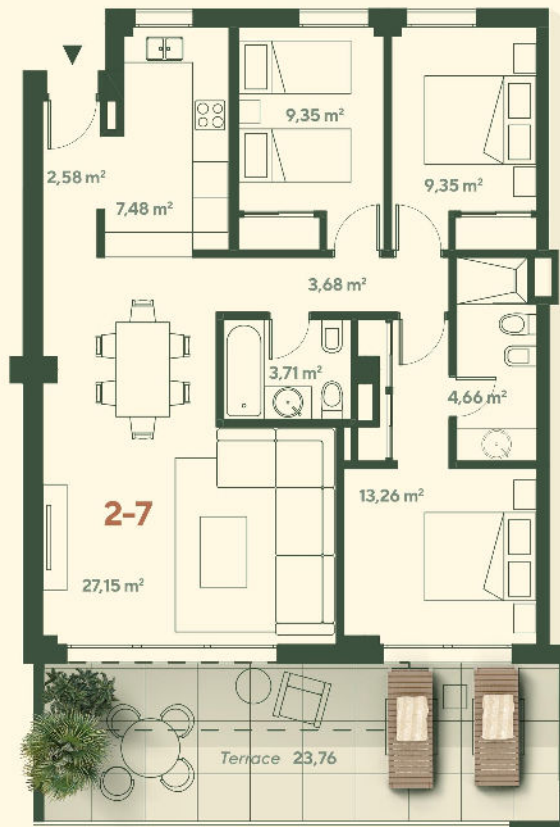 9,35 m²
2,58 m²
7,48 m²
9,35 m²
3,68 m²
3,71 m²
4,66 m²
13,26 m²
2-7
27,15 m²
Terrace 23,76